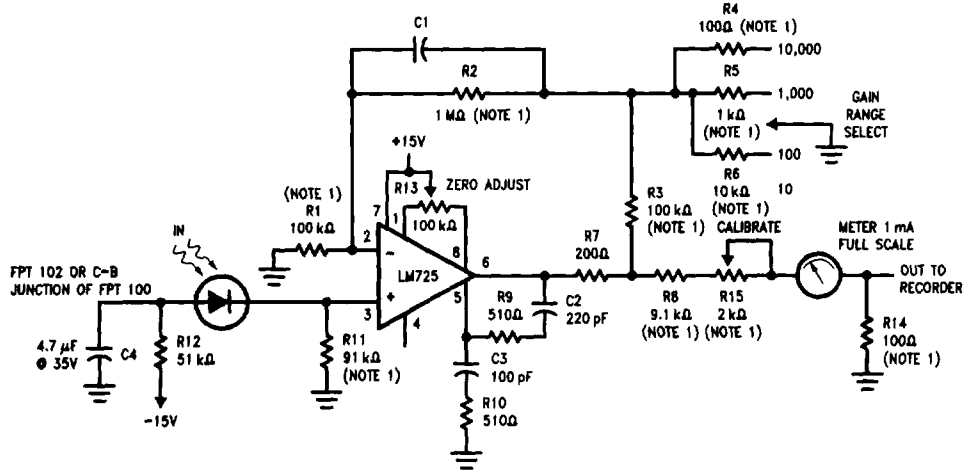 C1
R2
1 MΩ (NOTE 1)
R4
100Ω (NOTE 1)
10,000
R5
1,000
1 kΩ
(NOTE 1)
100
R6
10 kΩ
(NOTE 1)
10
GAIN
RANGE
SELECT
+15V
R13
ZERO ADJUST
100 kΩ
(NOTE 1)
R1
100 kΩ
7
1
2
−
8
LM725
6
+
5
3
4
R3
100 kΩ
(NOTE 1)
CALIBRATE
METER 1 mA
FULL SCALE
IN
FPT 102 OR C-B
JUNCTION OF FPT 100
R7
200Ω
R9
510Ω
C2
220 pF
R8
9.1 kΩ
(NOTE 1)
R15
2 kΩ
(NOTE 1)
OUT TO
RECORDER
R14
100Ω
(NOTE 1)
4.7 μF
@ 35V
C4
R12
51 kΩ
−15V
R11
91 kΩ
(NOTE 1)
C3
100 pF
R10
510Ω